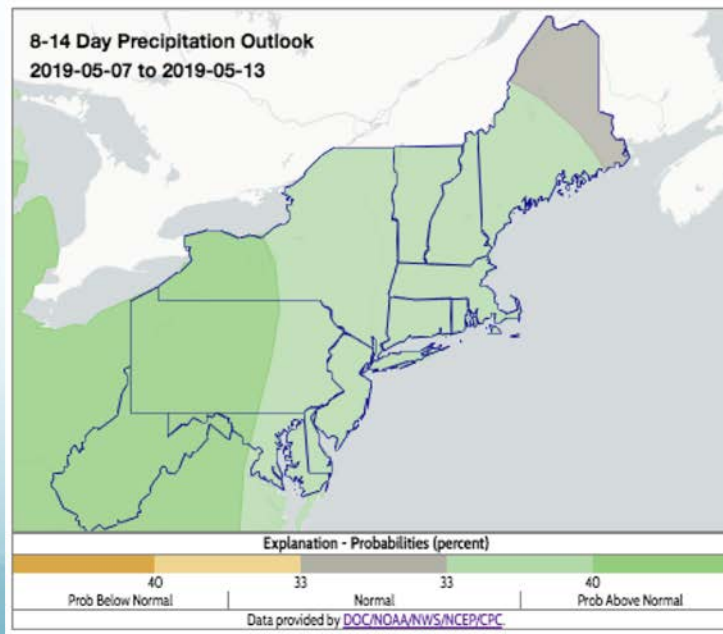 8-14 Day Precipitation Outlook
2019-05-07 to 2019-05-13
Explanation - Probabilities (percent)
40 33 33 40
Prob Below Normal Normal Prob Above Normal
Data provided by DOC/NOAA/NWS/NCEP/CPC.